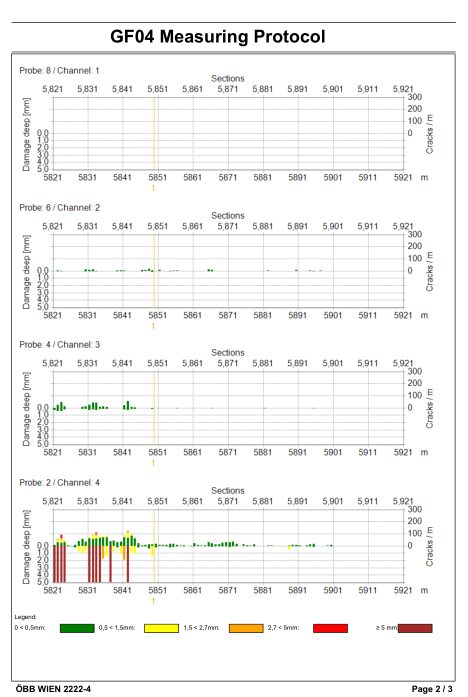 GF04 Measuring Protocol
Probe: 8 / Channel: 1
Sections
5,821 5,831 5,841 5,851 5,861 5,871 5,881 5,891 5,901 5,911 5,921
Damage deep [mm]
0.0
1.0
2.0
3.0
4.0
5.0
300
200
100
0
Cracks / m
5821 5831 5841 5851 5861 5871 5881 5891 5901 5911 5921 m
1
Probe: 6 / Channel: 2
Sections
5,821 5,831 5,841 5,851 5,861 5,871 5,881 5,891 5,901 5,911 5,921
Damage deep [mm]
0.0
1.0
2.0
3.0
4.0
5.0
300
200
100
0
Cracks / m
5821 5831 5841 5851 5861 5871 5881 5891 5901 5911 5921 m
1
Probe: 4 / Channel: 3
Sections
5,821 5,831 5,841 5,851 5,861 5,871 5,881 5,891 5,901 5,911 5,921
Damage deep [mm]
0.0
1.0
2.0
3.0
4.0
5.0
300
200
100
0
Cracks / m
5821 5831 5841 5851 5861 5871 5881 5891 5901 5911 5921 m
1
Probe: 2 / Channel: 4
Sections
5,821 5,831 5,841 5,851 5,861 5,871 5,881 5,891 5,901 5,911 5,921
Damage deep [mm]
0.0
1.0
2.0
3.0
4.0
5.0
300
200
100
0
Cracks / m
5821 5831 5841 5851 5861 5871 5881 5891 5901 5911 5921 m
1
Legend:
0 < 0,5mm: 0,5 < 1,5mm: 1,5 < 2,7mm: 2,7 < 5mm: ≥ 5 mm:
ÖBB WIEN 2222-4 Page 2 / 3